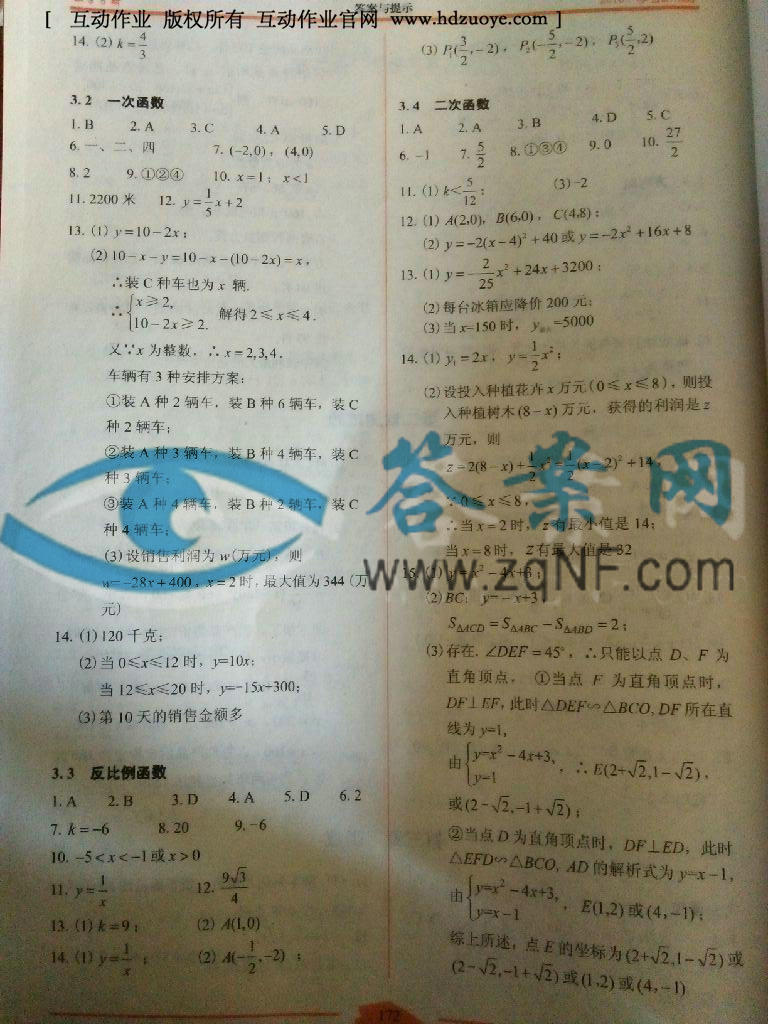 [ 互动作业 版权所有 互动作业官网 www.hdzuoye.com ]
答案与提示
14. (2) k=4/3
3.2 一次函数
1. B 2. A 3. C 4. A 5. D
6. 一、二、四 7. (-2,0), (4,0)
8. 2 9. ①②④ 10. x=1; x<1
11. 2200 米 12. y=1/5x+2
13. (1) y=10-2x;
(2) 10-x-y=10-x-(10-2x)=x,
∴装 C 种车也为 x 辆.
∴{x≥2, 10-2x≥2. 解得2≤x≤4.
又∵x 为整数, ∴x=2,3,4.
车辆有 3 种安排方案:
①装 A 种 2 辆车, 装 B 种 6 辆车, 装 C
种 2 辆车;
②装 A 种 3 辆车, 装 B 种 4 辆车, 装 C
种 3 辆车;
③装 A 种 4 辆车, 装 B 种 2 辆车, 装 C
种 4 辆车;
(3) 设销售利润为 w (万元), 则
w=-28x+400, x=2 时, 最大值为 344 (万
元)
14. (1) 120 千克;
(2) 当 0≤x≤12 时, y=10x;
当 12≤x≤20 时, y=-15x+300;
(3) 第 10 天的销售金额多
3.3 反比例函数
1. A 2. B 3. D 4. A 5. D 6. 2
7. k=-6 8. 20 9. -6
10. -5<x<-1或x>0
11. y=1/x 12. 9√3/4
13. (1) k=9; (2) A(1,0)
14. (1) y=1/x; (2) A(-1/2,-2);
(3) P₁(3/2,-2), P₂(-5/2,-2), P₃(5/2,2)
3.4 二次函数
1. A 2. A 3. B 4. D 5. C
6. -1 7. 5/2 8. ①③④ 9. 0 10. 27/2
11. (1) k<5/12; (3) -2
12. (1) A(2,0), B(6,0), C(4,8);
(2) y=-2(x-4)²+40或y=-2x²+16x+8
13. (1) y=-2/25x²+24x+3200;
(2) 每台冰箱应降价 200 元;
(3) 当 x=150 时, y最大=5000
14. (1) y₁=2x, y=1/2x²;
(2) 设投入种植花卉 x 万元(0≤x≤8), 则投
入种植树木(8-x)万元, 获得的利润是 z
万元, 则
z=2(8-x)+1/2x²=1/2(x-2)²+14,
∵0≤x≤8,
∴当 x=2 时, z 有最小值是 14;
当 x=8时, z 有最大值是 32
15. (1) y=x²-4x+3;
(2) BC: y=-x+3,
S△ACD=S△ABC-S△ABD=2;
(3) 存在. ∠DEF=45°, ∴只能以点 D、F 为
直角顶点, ①当点 F 为直角顶点时,
DF⊥EF, 此时△DEF∽△BCO, DF 所在直
线为 y=1,
由{y=x²-4x+3, y=1, ∴E(2+√2,1-√2),
或(2-√2,-1+√2);
②当点 D 为直角顶点时, DF⊥ED, 此时
△EFD∽△BCO, AD 的解析式为 y=x-1,
由{y=x²-4x+3, y=x-1, E(1,2)或(4,-1);
综上所述, 点 E 的坐标为(2+√2,1-√2)或
(2-√2,-1+√2)或(1,2)或(4,-1)
172
答案网
www.zqNF.com